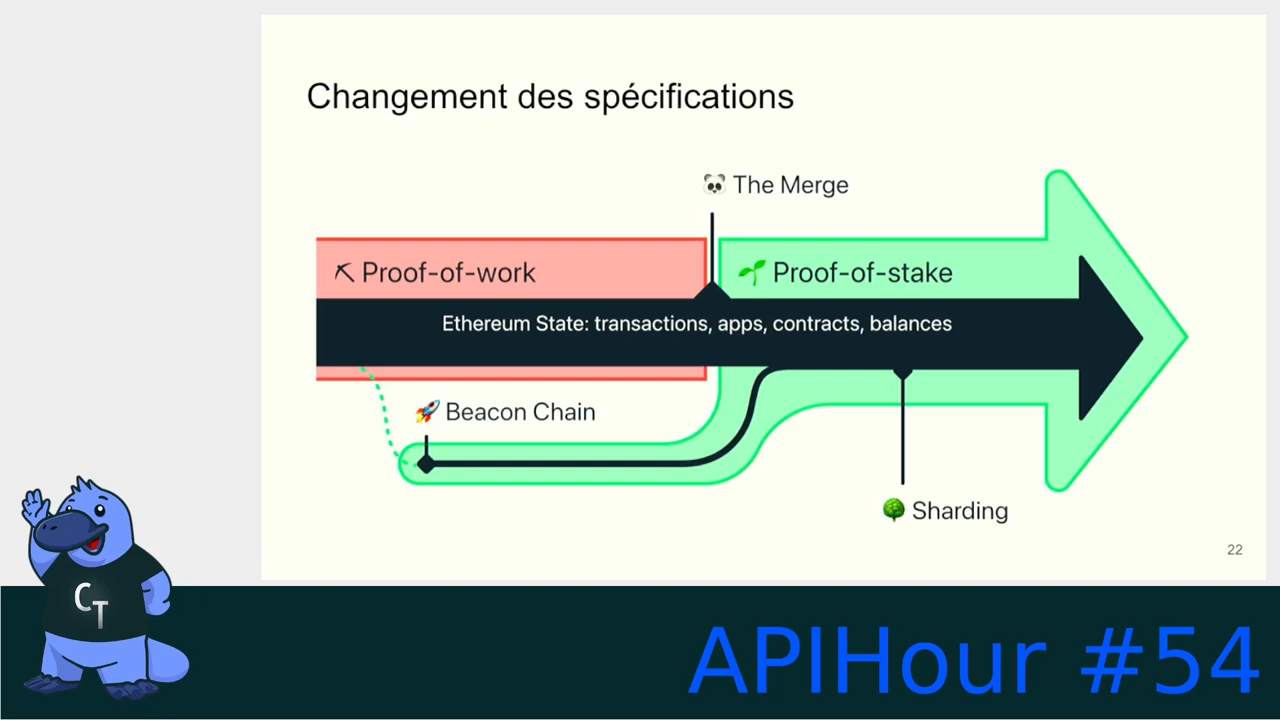 Changement des spécifications
🐼 The Merge
⛏ Proof-of-work
🌱 Proof-of-stake
Ethereum State: transactions, apps, contracts, balances
🚀 Beacon Chain
🌳 Sharding
22
CT
APIHour #54